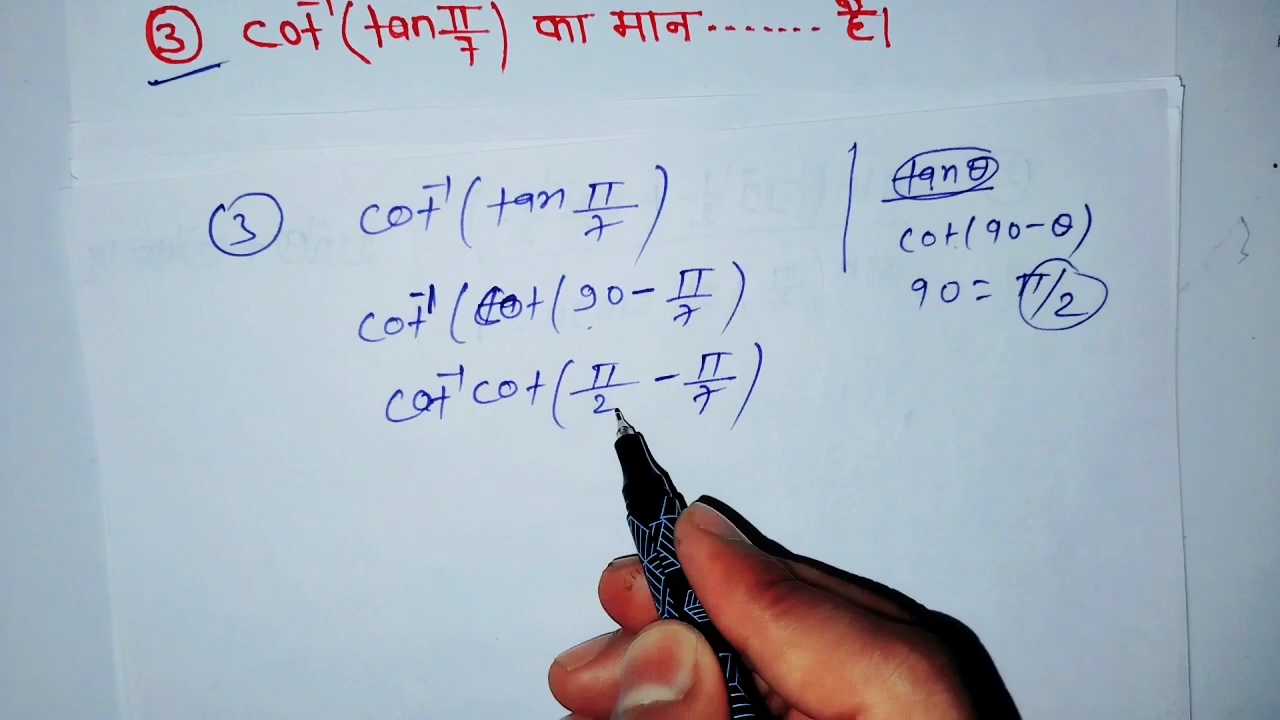 ③ cot⁻¹(tan π/7) का मान ....... है।
③ cot⁻¹(tan π/7)
cot⁻¹(cot(90-π/7)
cot⁻¹cot(π/2-π/7)
tanθ
cot(90-θ)
90=π/2